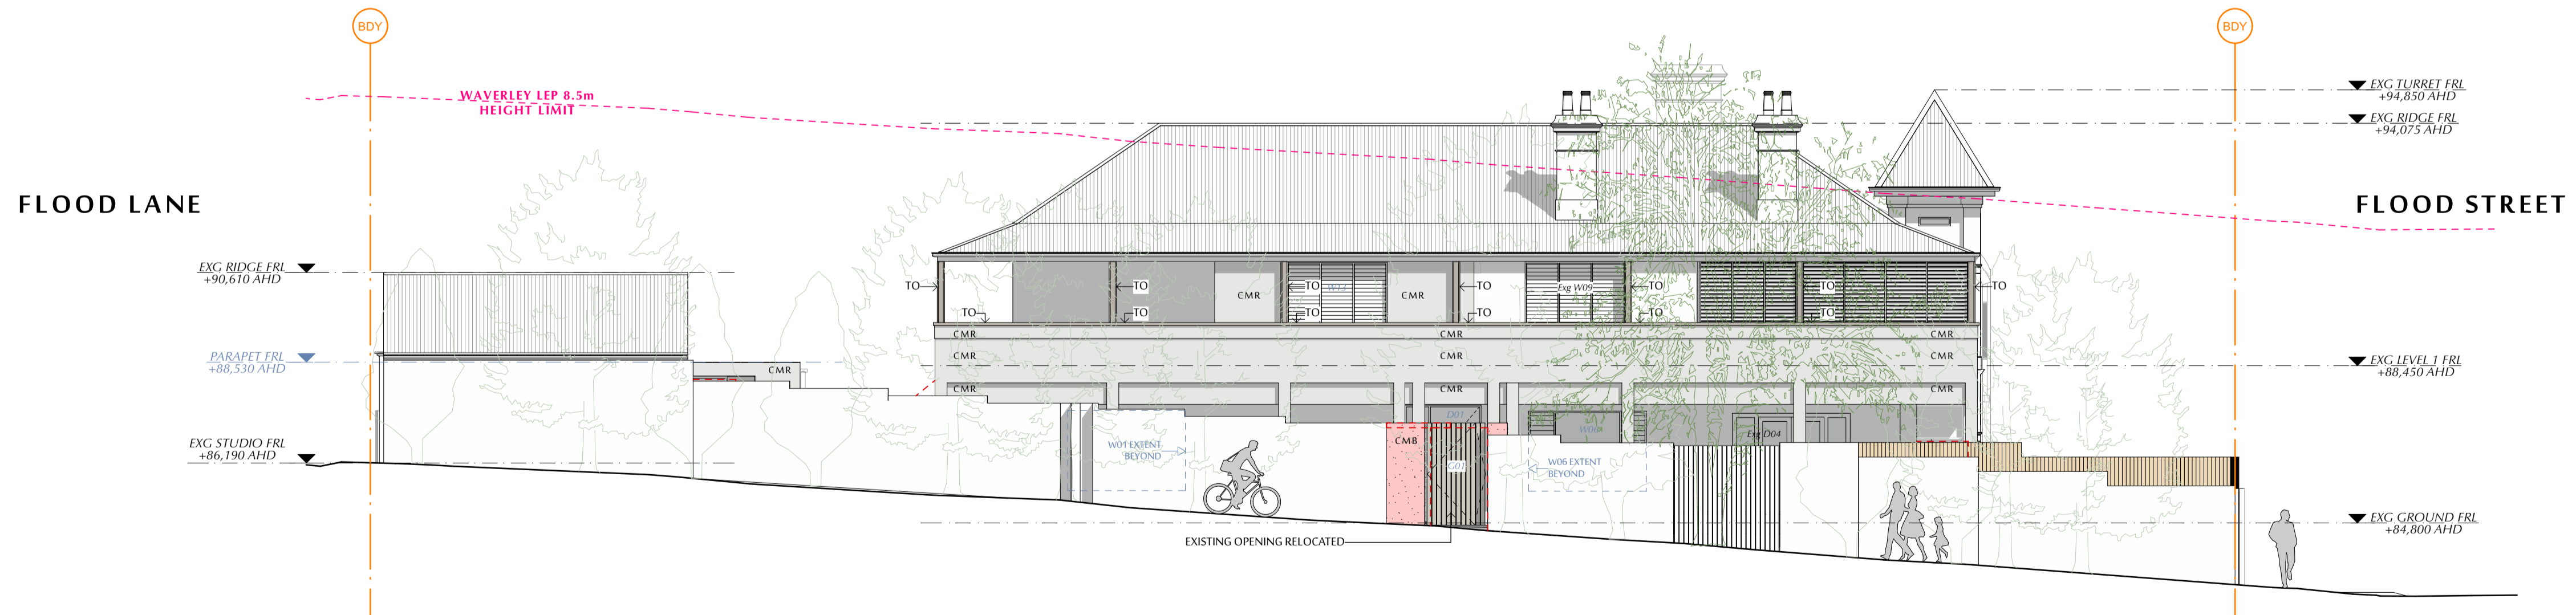 BDY
BDY
WAVERLEY LEP 8.5m
HEIGHT LIMIT
EXG TURRET FRL
+94,850 AHD
EXG RIDGE FRL
+94,075 AHD
FLOOD LANE
FLOOD STREET
EXG RIDGE FRL
+90,610 AHD
TO
TO
CMR
TO
CMR
TO
Exg W09
TO
TO
TO
TO
TO
TO
TO
TO
TO
CMR
CMR
CMR
PARAPET FRL
+88,530 AHD
CMR
CMR
CMR
CMR
EXG LEVEL 1 FRL
+88,450 AHD
CMR
CMR
CMR
EXG STUDIO FRL
+86,190 AHD
W01 EXTENT
BEYOND
CMB
D01
G01
W06
W06 EXTENT
BEYOND
Exg D04
EXISTING OPENING RELOCATED
EXG GROUND FRL
+84,800 AHD